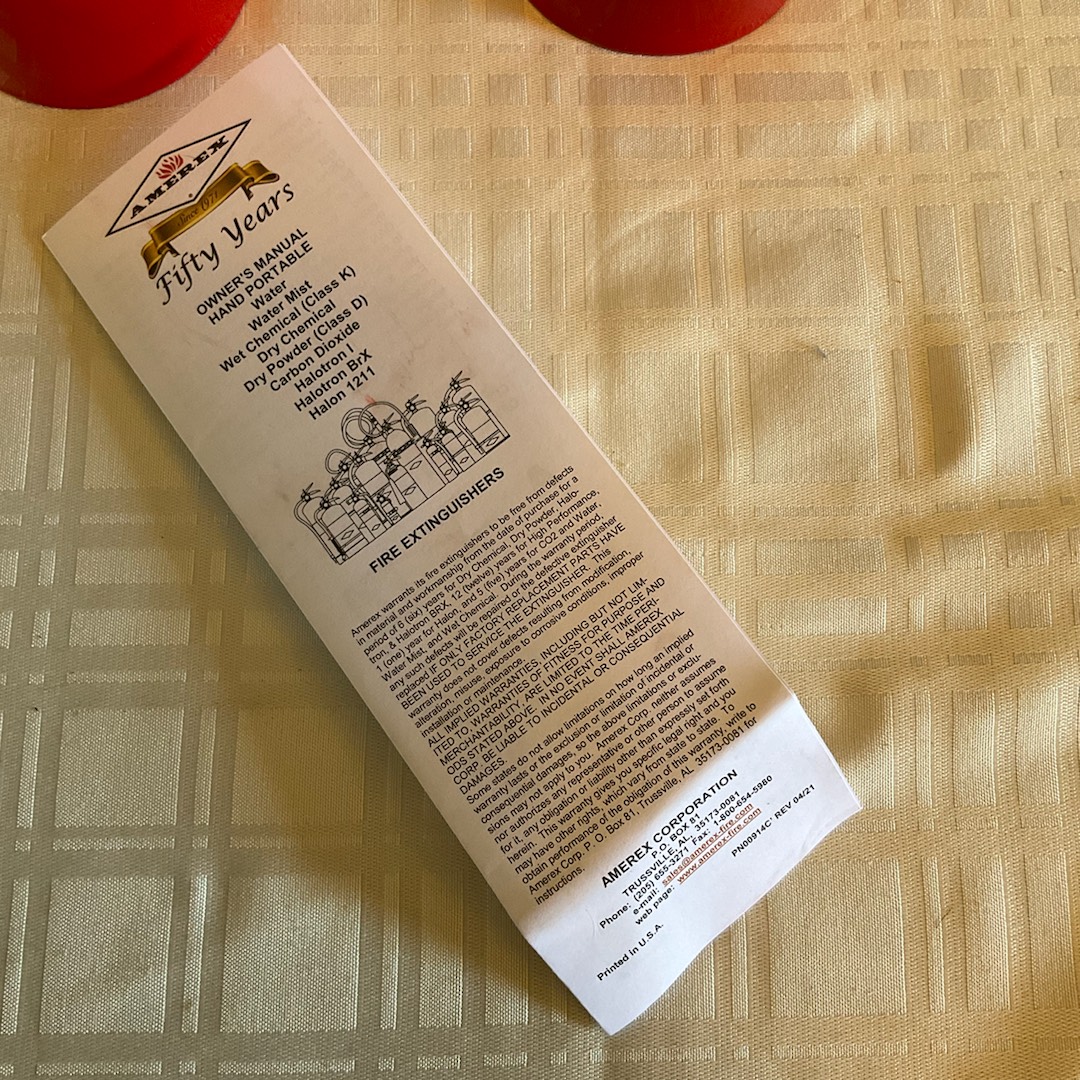 AMEREX
Since 1971
Fifty Years
OWNER'S MANUAL
HAND PORTABLE
Water
Water Mist
Wet Chemical (Class K)
Dry Chemical
Dry Powder (Class D)
Carbon Dioxide
Halotron I
Halotron BrX
Halon 1211
FIRE EXTINGUISHERS
Amerex warrants its fire extinguishers to be free from defects
in material and workmanship from the date of purchase for a
period of 6 (six) years for Dry Chemical, Dry Powder, Halo-
tron, & Halotron BRX, 12 (twelve) years for High Performance,
1 (one) year for Halon, and 5 (five) years for CO2 and Water,
Water Mist, and Wet Chemical. During the warranty period,
any such defects will be repaired or the defective extinguisher
replaced IF ONLY FACTORY REPLACEMENT PARTS HAVE
BEEN USED TO SERVICE THE EXTINGUISHER. This
warranty does not cover defects resulting from modification,
alteration, misuse, exposure to corrosive conditions, improper
installation or maintenance.
ALL IMPLIED WARRANTIES, INCLUDING BUT NOT LIM-
ITED TO, WARRANTIES OF FITNESS FOR PURPOSE AND
MERCHANTABILITY, ARE LIMITED TO THE TIME PERI-
ODS STATED ABOVE. IN NO EVENT SHALL AMEREX
CORP. BE LIABLE TO INCIDENTAL OR CONSEQUENTIAL
DAMAGES.
Some states do not allow limitations on how long an implied
warranty lasts or the exclusion or limitation of incidental or
consequential damages, so the above limitations or exclu-
sions may not apply to you. Amerex Corp. neither assumes
nor authorizes any representative or other person to assume
for it, any obligation or liability other than expressly set forth
herein. This warranty gives you specific legal right and you
may have other rights, which vary from state to state. To
obtain performance of the obligation of this warranty, write to
Amerex Corp. P. O. Box 81, Trussville, AL 35173-0081 for
instructions.
AMEREX CORPORATION
P.O. BOX 81
TRUSSVILLE, AL. 35173-0081
Phone: (205) 655-3271 Fax: 1-800-654-5980
e-mail: sales@amerex-fire.com
web page: www.amerex-fire.com
PN00914C' REV 04/21
Printed in U.S.A.